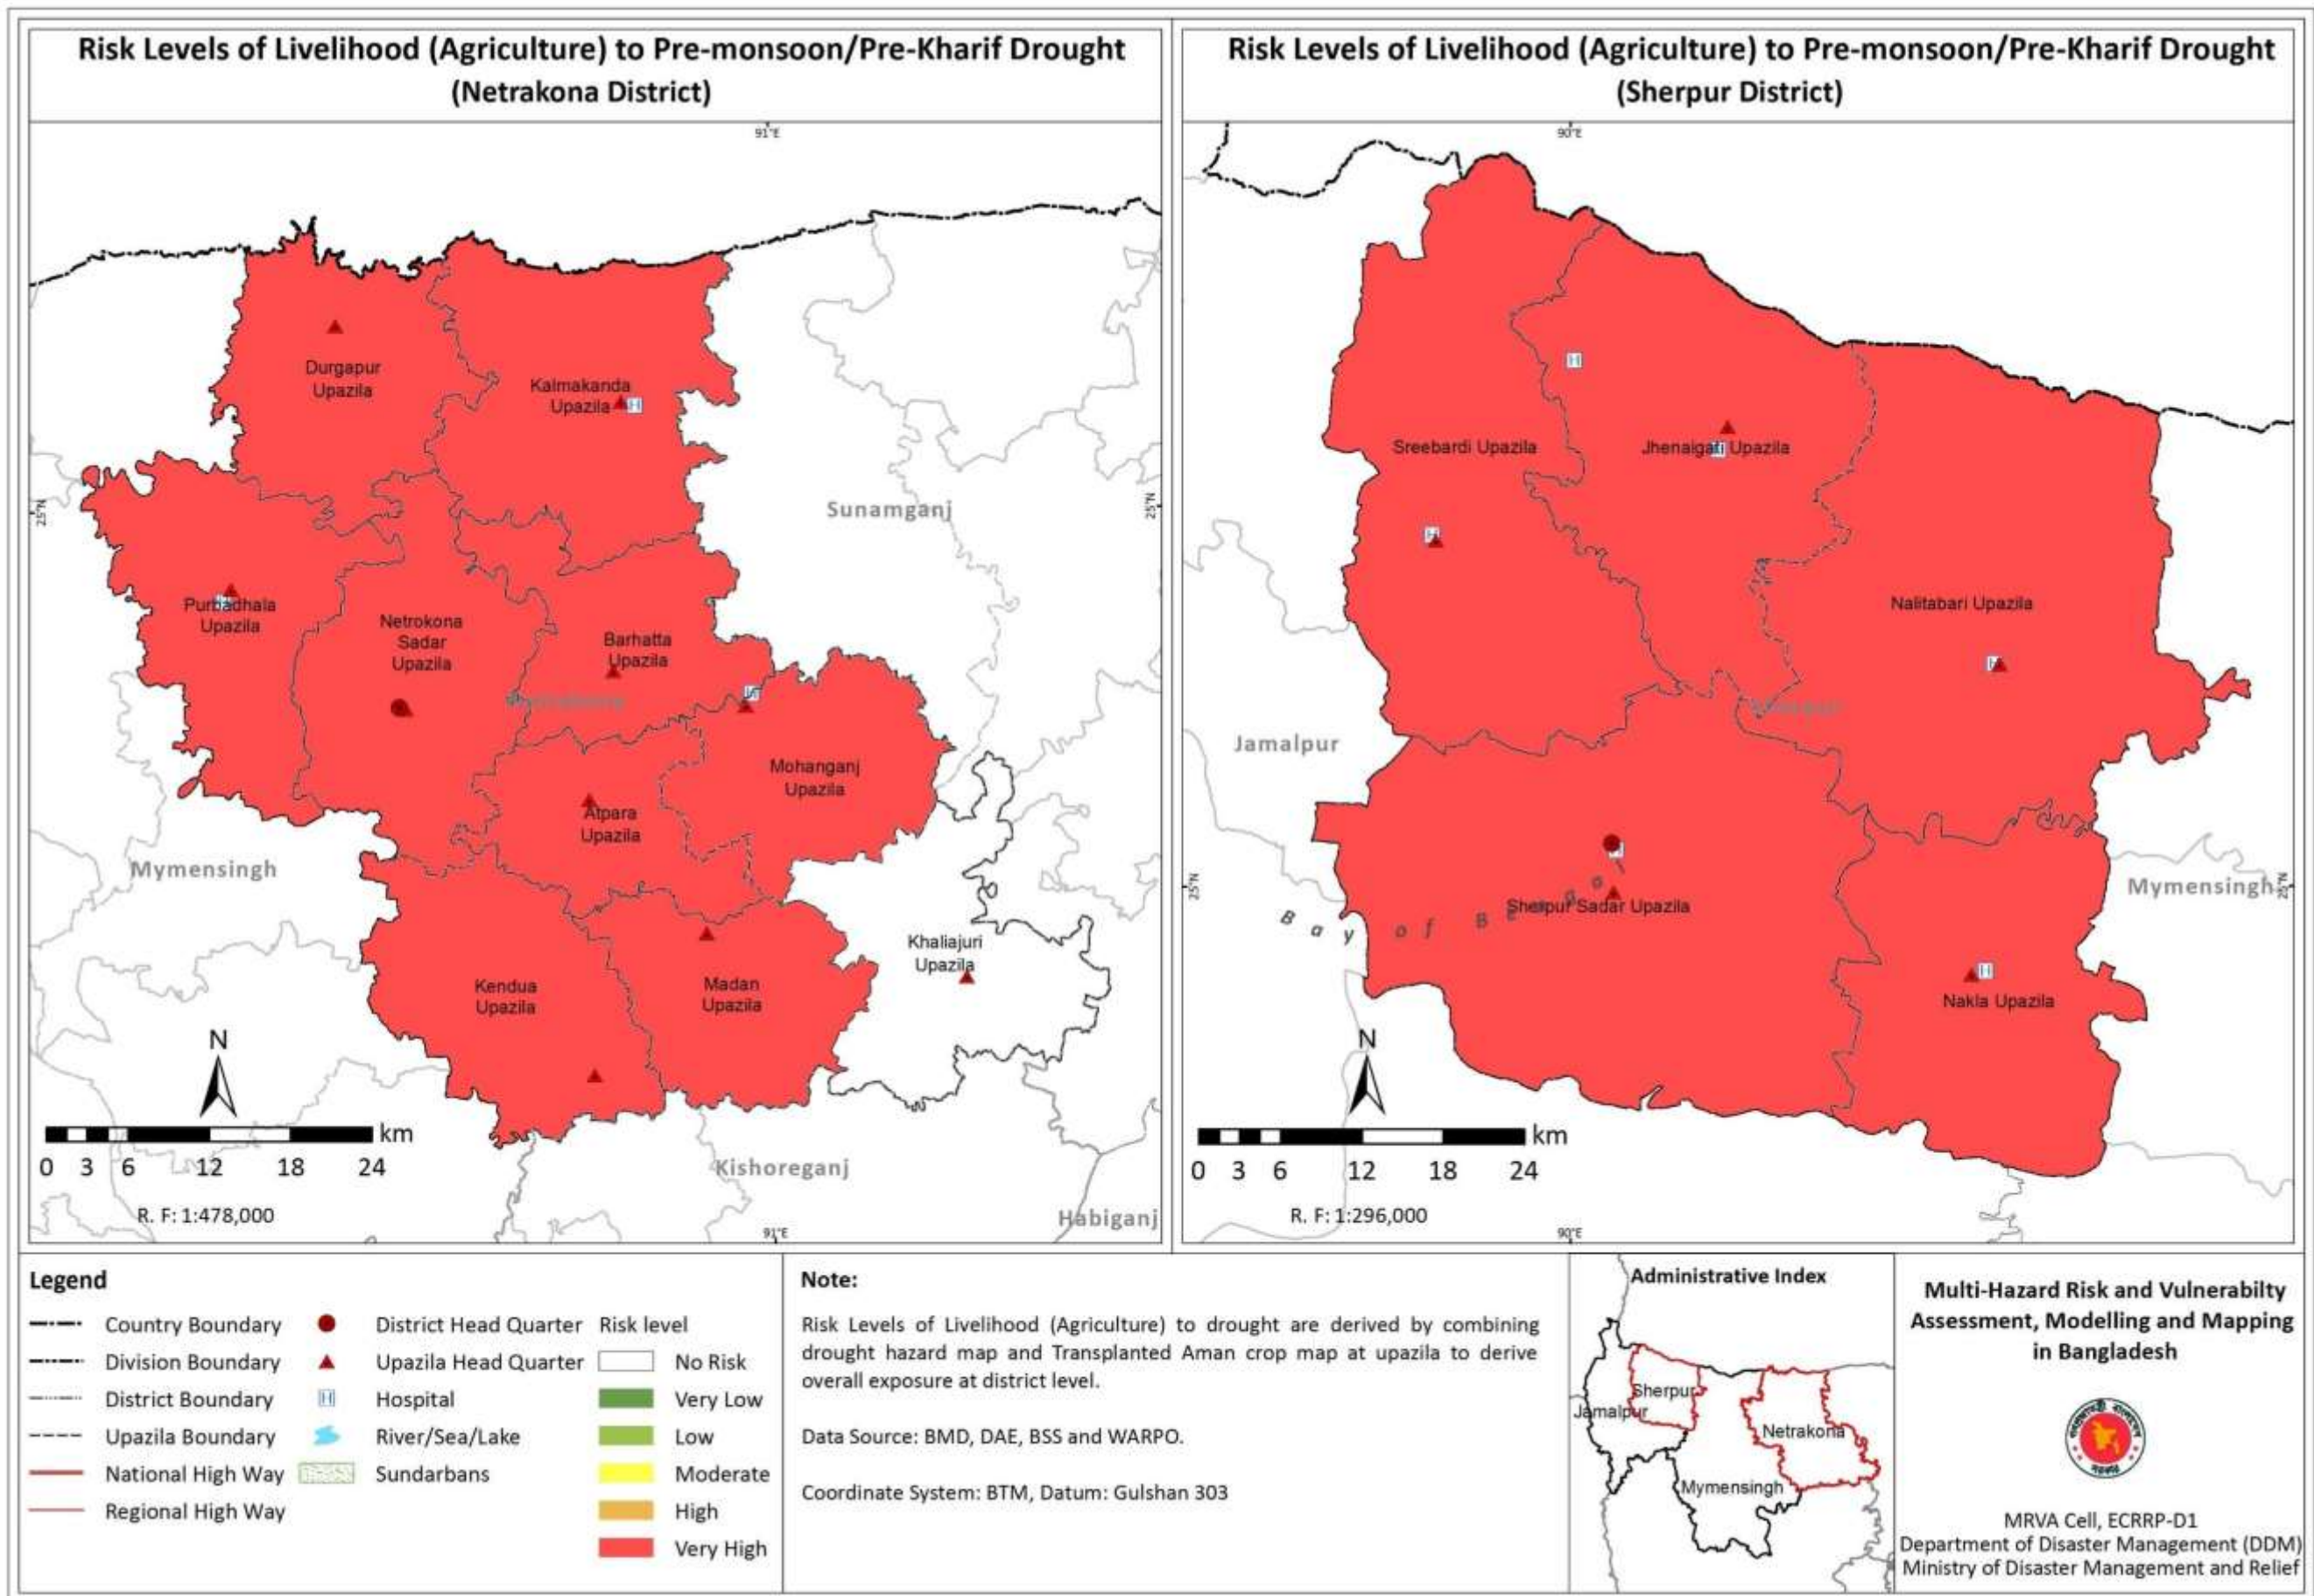 Risk Levels of Livelihood (Agriculture) to Pre-monsoon/Pre-Kharif Drought
(Netrakona District)
91°E
25°N
25°N
Durgapur
Upazila
Kalmakanda
Upazila
H
Sunamganj
Purbadhala
Upazila
Netrokona
Sadar
Upazila
Barhatta
Upazila
H
Mohanganj
Upazila
Atpara
Upazila
Mymensingh
Khaliajuri
Upazila
Kendua
Upazila
Madan
Upazila
N
km
0 3 6 12 18 24
R. F: 1:478,000
Kishoreganj
Habiganj
91°E
Risk Levels of Livelihood (Agriculture) to Pre-monsoon/Pre-Kharif Drought
(Sherpur District)
90°E
H
Sreebardi Upazila
Jhenaigati Upazila
H
Nalitabari Upazila
H
Jamalpur
25°N
25°N
Mymensingh
Sherpur Sadar Upazila
Bay of
H
Nakla Upazila
N
km
0 3 6 12 18 24
R. F: 1:296,000
90°E
Legend
Country Boundary
Division Boundary
District Boundary
Upazila Boundary
National High Way
Regional High Way
District Head Quarter
Upazila Head Quarter
H Hospital
River/Sea/Lake
Sundarbans
Risk level
No Risk
Very Low
Low
Moderate
High
Very High
Note:
Risk Levels of Livelihood (Agriculture) to drought are derived by combining
drought hazard map and Transplanted Aman crop map at upazila to derive
overall exposure at district level.
Data Source: BMD, DAE, BSS and WARPO.
Coordinate System: BTM, Datum: Gulshan 303
Administrative Index
Sherpur
Jamalpur
Netrakona
Mymensingh
Multi-Hazard Risk and Vulnerabilty
Assessment, Modelling and Mapping
in Bangladesh
MRVA Cell, ECRRP-D1
Department of Disaster Management (DDM)
Ministry of Disaster Management and Relief